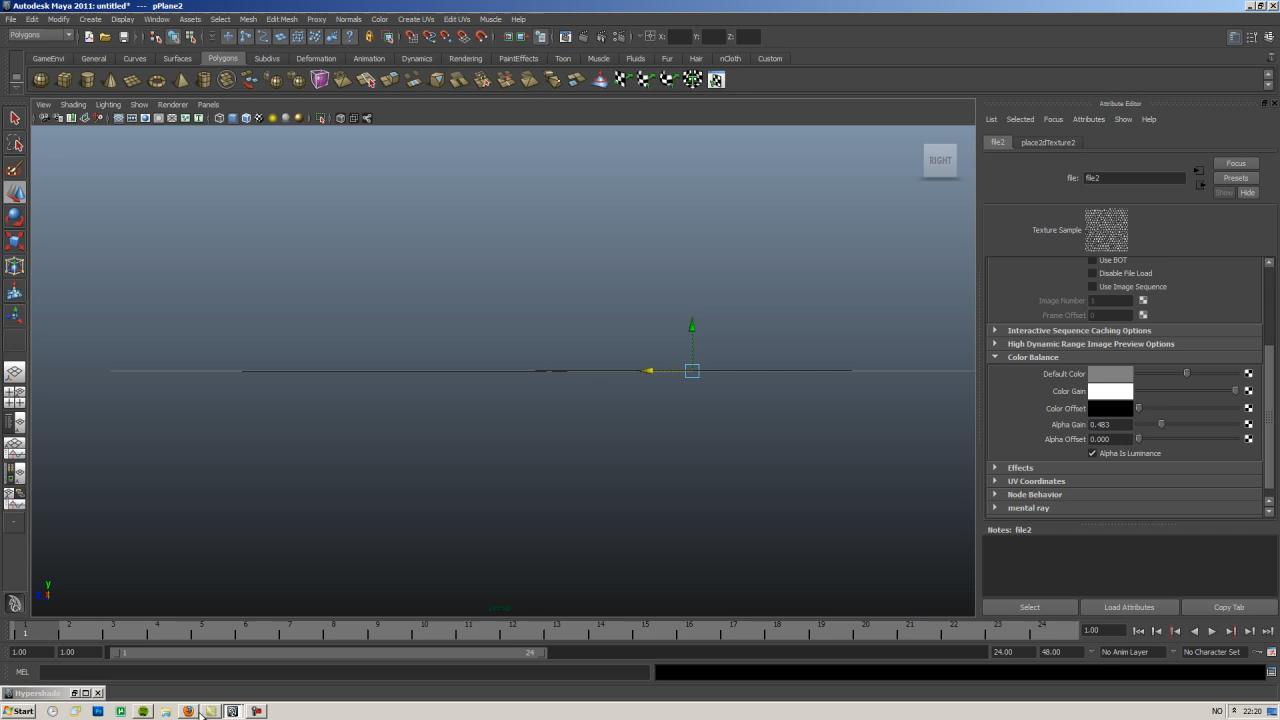 Autodesk Maya 2011: untitled* --- pPlane2
File Edit Modify Create Display Window Assets Select Mesh Edit Mesh Proxy Normals Color Create UVs Edit UVs Muscle Help
Polygons X: Y: Z:
GameEnvi General Curves Surfaces Polygons Subdivs Deformation Animation Dynamics Rendering PaintEffects Toon Muscle Fluids Fur Hair nCloth Custom
View Shading Lighting Show Renderer Panels
Attribute Editor
List Selected Focus Attributes Show Help
file2 place2dTexture2
RIGHT
Focus
file: file2 Presets
Show Hide
Texture Sample
Use BOT
Disable File Load
Use Image Sequence
Image Number 1
Frame Offset 0
Interactive Sequence Caching Options
High Dynamic Range Image Preview Options
Color Balance
Default Color
Color Gain
Color Offset
Alpha Gain 0.483
Alpha Offset 0.000
Alpha Is Luminance
Effects
UV Coordinates
Node Behavior
mental ray
Notes: file2
y
persp
Select Load Attributes Copy Tab
1 2 3 4 5 6 7 8 9 10 11 12 13 14 15 16 17 18 19 20 21 22 23 24
1 1.00
1.00 1.00 1 24 24.00 48.00 No Anim Layer No Character Set
MEL
Hypershade
Start NO 22:20